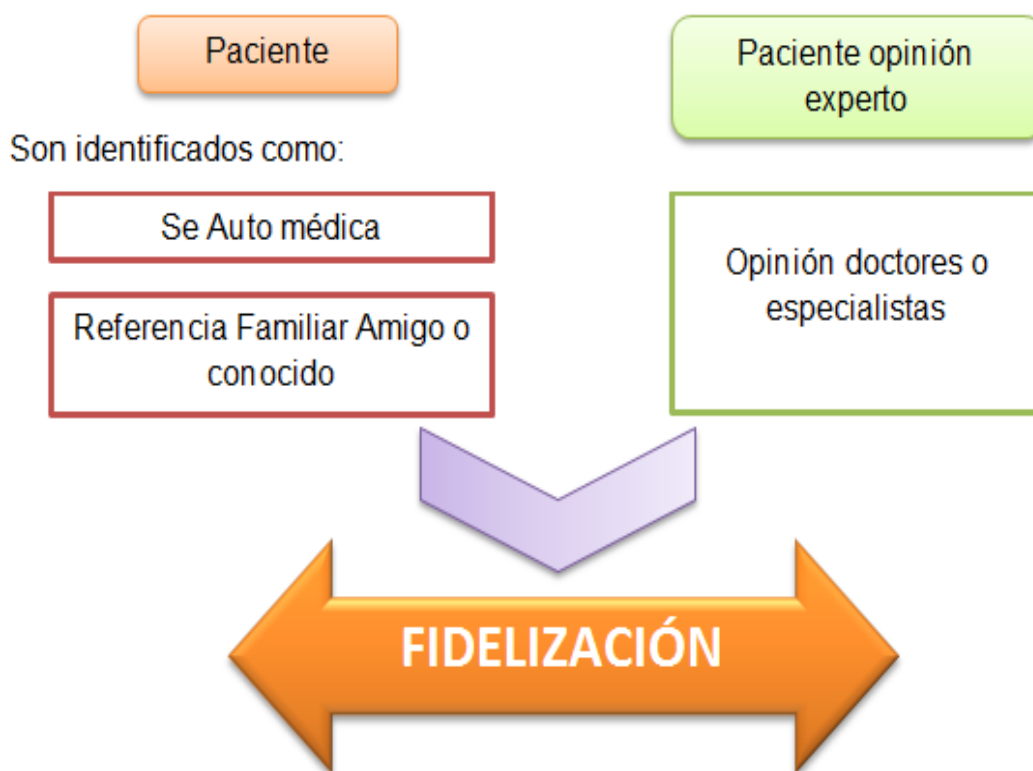 Paciente
Paciente opinión
experto
Son identificados como:
Se Auto médica
Referencia Familiar Amigo o
conocido
Opinión doctores o
especialistas
FIDELIZACIÓN